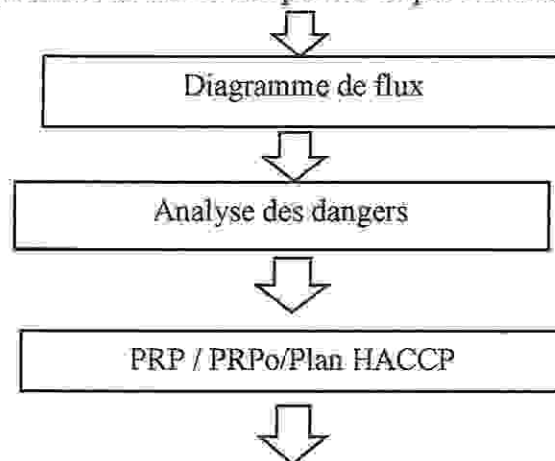 Diagramme de flux
Analyse des dangers
PRP / PRPo/Plan HACCP